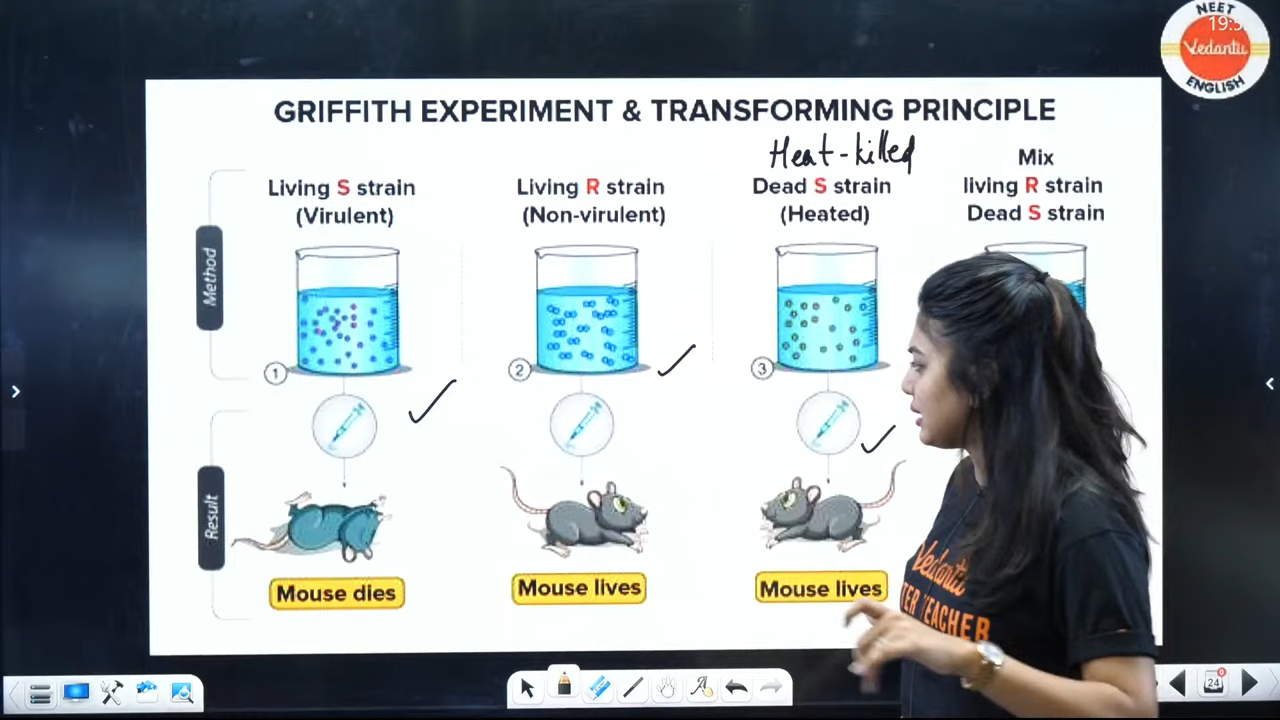 NEET
19:5
Vedantu
ENGLISH
GRIFFITH EXPERIMENT & TRANSFORMING PRINCIPLE
Heat-killed
Living S strain
(Virulent)
Living R strain
(Non-virulent)
Dead S strain
(Heated)
Mix
living R strain
Dead S strain
Method
1
2
3
Result
Mouse dies
Mouse lives
Mouse lives
Vedantu
TER TEACHER
24